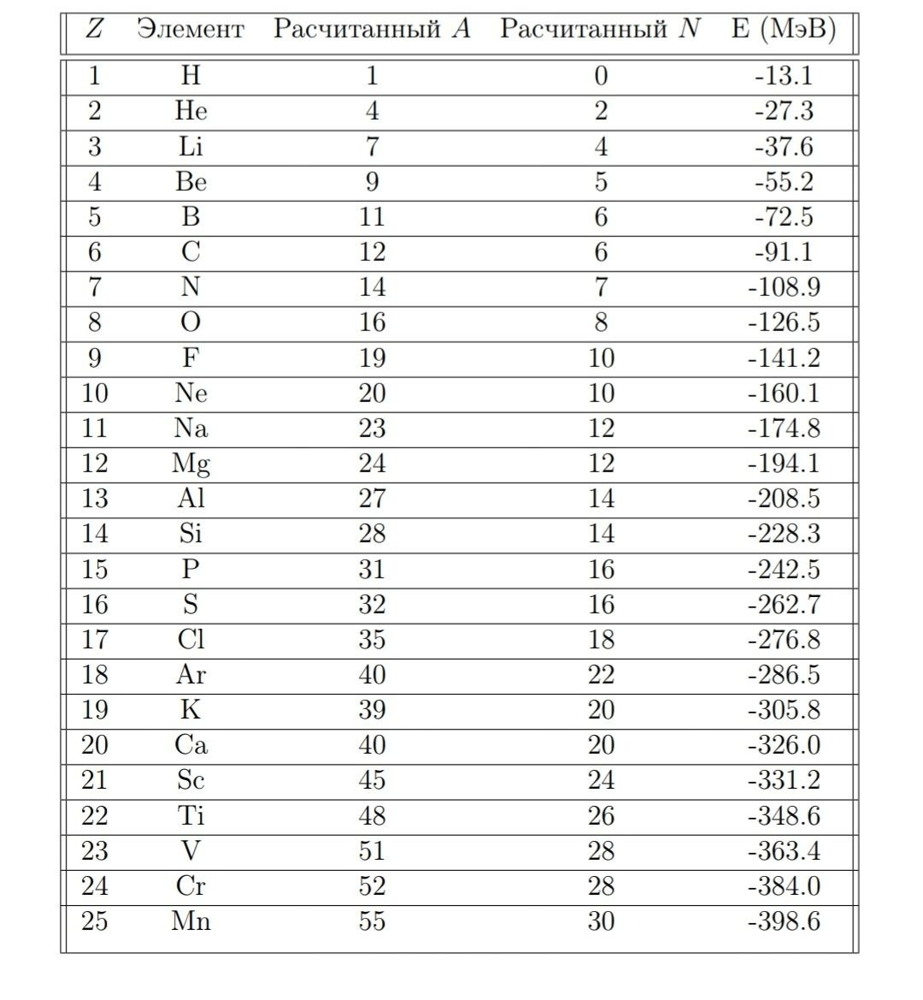 Z Элемент Расчитанный A Расчитанный N E (МэВ)
1 H 1 0 -13.1
2 He 4 2 -27.3
3 Li 7 4 -37.6
4 Be 9 5 -55.2
5 B 11 6 -72.5
6 C 12 6 -91.1
7 N 14 7 -108.9
8 O 16 8 -126.5
9 F 19 10 -141.2
10 Ne 20 10 -160.1
11 Na 23 12 -174.8
12 Mg 24 12 -194.1
13 Al 27 14 -208.5
14 Si 28 14 -228.3
15 P 31 16 -242.5
16 S 32 16 -262.7
17 Cl 35 18 -276.8
18 Ar 40 22 -286.5
19 K 39 20 -305.8
20 Ca 40 20 -326.0
21 Sc 45 24 -331.2
22 Ti 48 26 -348.6
23 V 51 28 -363.4
24 Cr 52 28 -384.0
25 Mn 55 30 -398.6